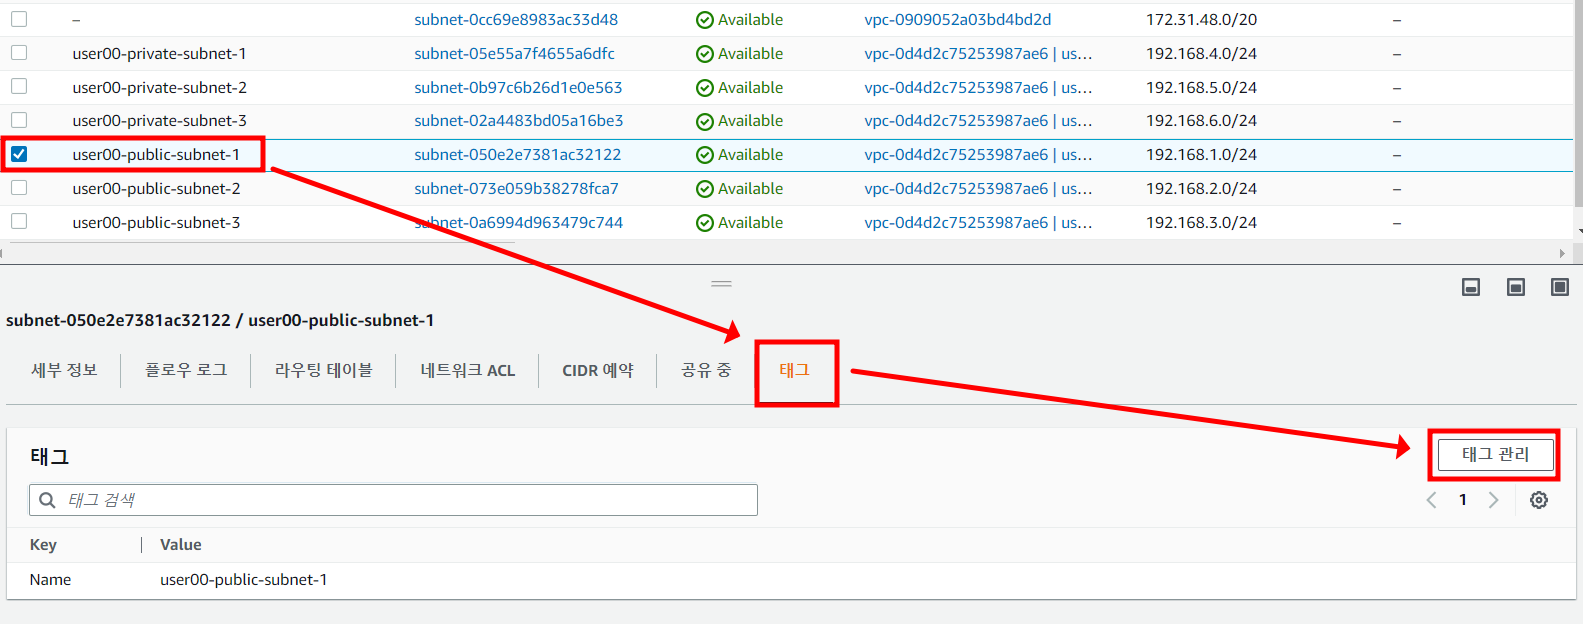 – subnet-0cc69e8983ac33d48 Available vpc-0909052a03bd4bd2d 172.31.48.0/20 –
user00-private-subnet-1 subnet-05e55a7f4655a6dfc Available vpc-0d4d2c75253987ae6 | us... 192.168.4.0/24 –
user00-private-subnet-2 subnet-0b97c6b26d1e0e563 Available vpc-0d4d2c75253987ae6 | us... 192.168.5.0/24 –
user00-private-subnet-3 subnet-02a4483bd05a16be3 Available vpc-0d4d2c75253987ae6 | us... 192.168.6.0/24 –
user00-public-subnet-1 subnet-050e2e7381ac32122 Available vpc-0d4d2c75253987ae6 | us... 192.168.1.0/24 –
user00-public-subnet-2 subnet-073e059b38278fca7 Available vpc-0d4d2c75253987ae6 | us... 192.168.2.0/24 –
user00-public-subnet-3 subnet-0a6994d963479c744 Available vpc-0d4d2c75253987ae6 | us... 192.168.3.0/24 –
subnet-050e2e7381ac32122 / user00-public-subnet-1
세부 정보 플로우 로그 라우팅 테이블 네트워크 ACL CIDR 예약 공유 중 태그
태그 태그 관리
태그 검색 1
Key Value
Name user00-public-subnet-1